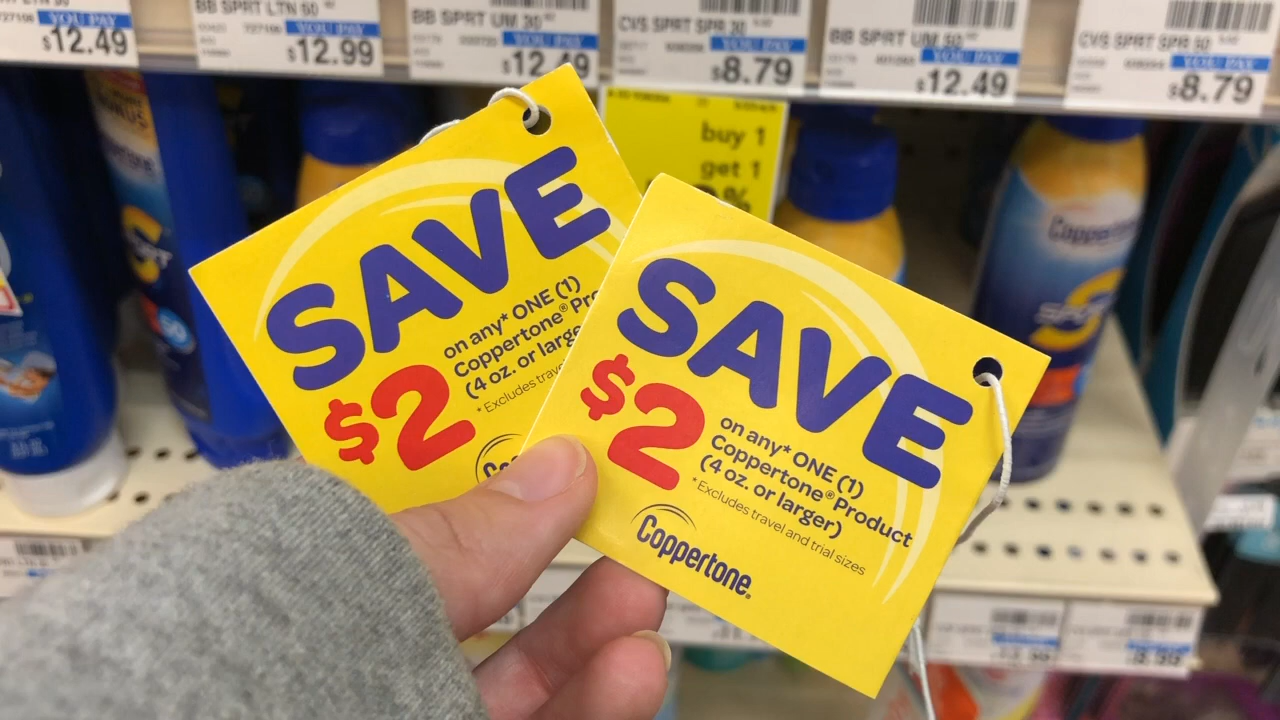 YOU PAY
$12.49
BB SPRT LTN 50
YOU PAY
$12.99
BB SPRT UM 30
YOU PAY
$12.49
CVS SPRT SPR 30
YOU PAY
$8.79
BB SPRT UM 50
YOU PAY
$12.49
CVS SPRT SPR 50
YOU PAY
$8.79
buy 1
get 1
%
Coppertone
SPORT
SAVE
$2
on any* ONE (1)
Coppertone® Pro
(4 oz. or large
* Excludes trave
SAVE
$2
on any* ONE (1)
Coppertone® Product
(4 oz. or larger)
*Excludes travel and trial sizes
Coppertone®